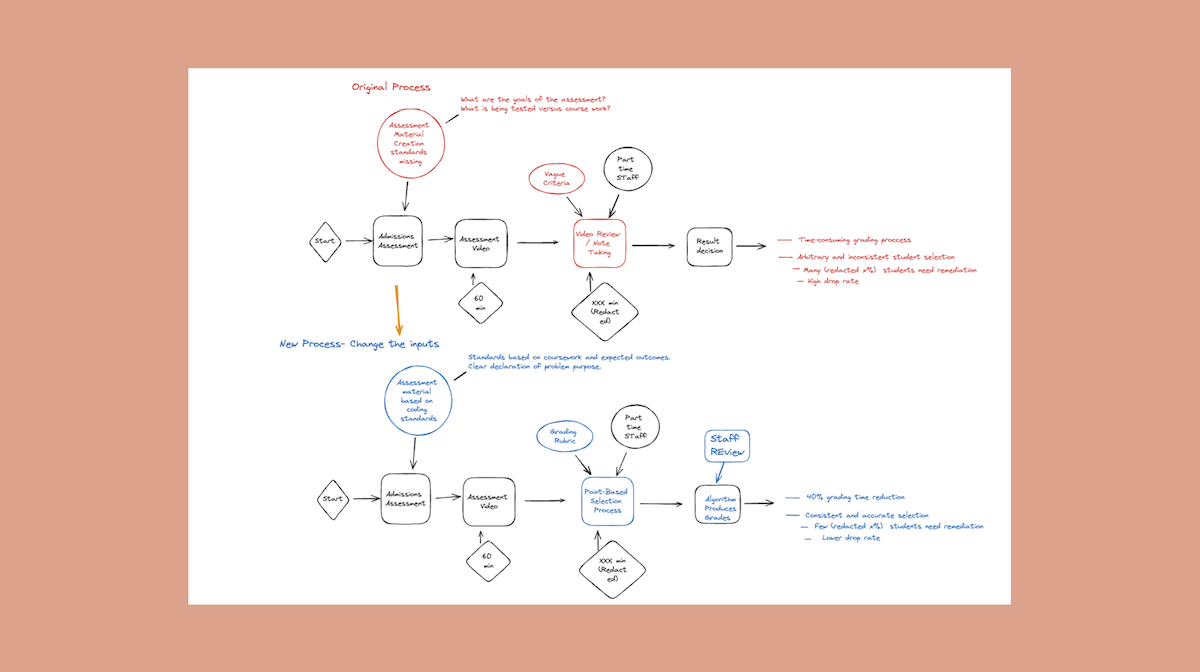 Original Process
What are the goals of the assessment?
What is being tested versus course work?
Assessment
Material
Creation
standards
missing
Vague
Criteria
Part
time
STaff
Start
Admissions
Assessment
Assessment
Video
Video Review
/ Note
Taking
Result
decision
Time-consuming grading proccess
Arbitrary and inconsistent student selection
Many (redacted x%) students need remediation
High drop rate
60
min
XXX min
(Redact
ed)
New Process- Change the inputs
Standards based on coursework and expected outcomes.
Clear declaration of problem purpose.
Assessment
material
based on
coding
standards
Grading
Rubric
Part
time
STaff
Staff
REview
Start
Admissions
Assessment
Assessment
Video
Point-Based
Selection
Process
Algorithm
Produces
Grades
40% grading time reduction
Consistent and accurate selection
Few (redacted x%) students need remediation
Lower drop rate
60
min
XXX min
(Redact
ed)